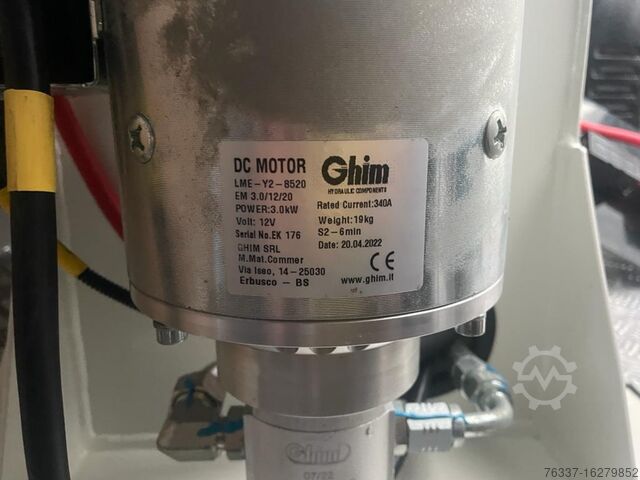 DC MOTOR
Ghim
HYDRAULIC COMPONENTS
LME-Y2-8520
EM 3.0/12/20
POWER:3.0kW
Rated Current:340A
Volt: 12V
Weight:19kg
Serial No.EK 176
S2-6min
GHIM SRL
Date: 20.04.2022
M.Mat.Commer
Via Iseo, 14-25030
CE
Erbusco - BS
www.ghim.it
Ghim
07/22
76337-16279852